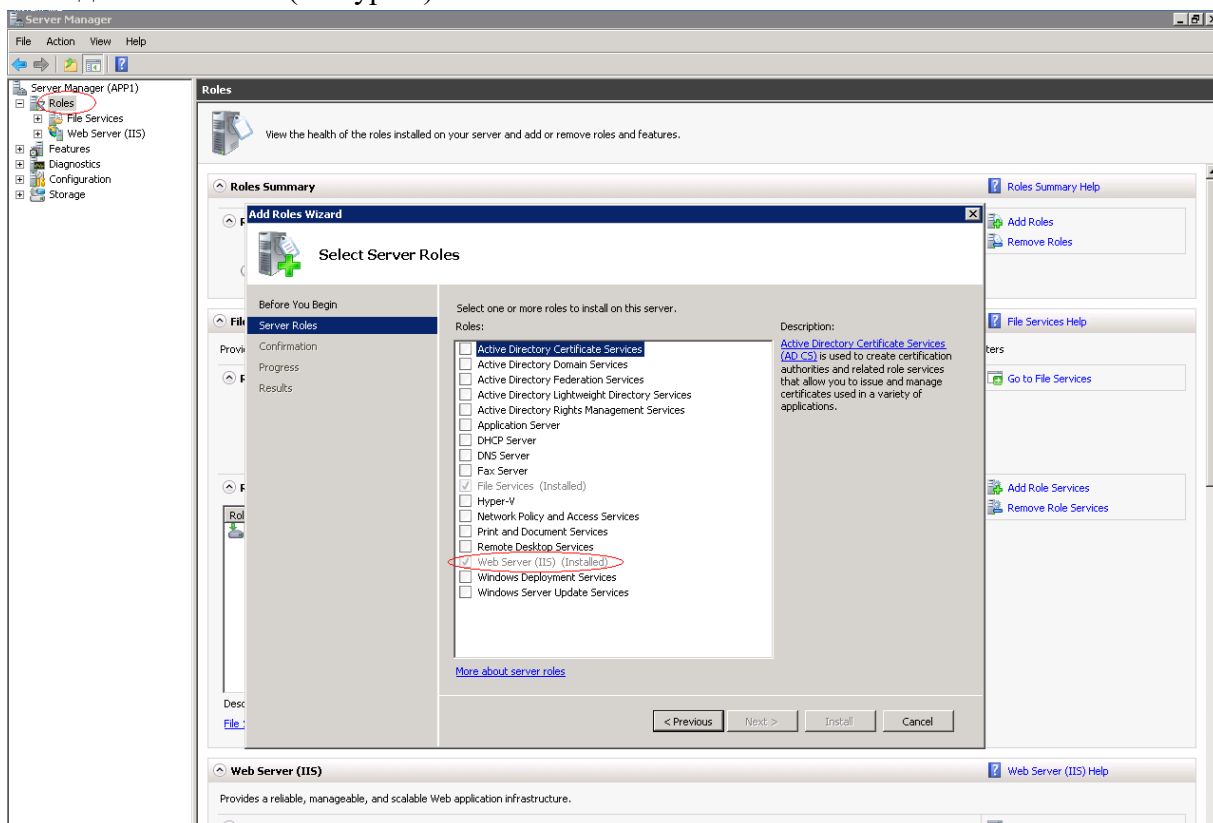 Server Manager
File Action View Help
Server Manager (APP1)
Roles
File Services
Web Server (IIS)
Features
Diagnostics
Configuration
Storage
Roles
View the health of the roles installed on your server and add or remove roles and features.
Roles Summary
Roles Summary Help
Add Roles
Remove Roles
Add Roles Wizard
Select Server Roles
Before You Begin
Server Roles
Confirmation
Progress
Results
Select one or more roles to install on this server.
Roles:
Active Directory Certificate Services
Active Directory Domain Services
Active Directory Federation Services
Active Directory Lightweight Directory Services
Active Directory Rights Management Services
Application Server
DHCP Server
DNS Server
Fax Server
File Services (Installed)
Hyper-V
Network Policy and Access Services
Print and Document Services
Remote Desktop Services
Web Server (IIS) (Installed)
Windows Deployment Services
Windows Server Update Services
More about server roles
Description:
Active Directory Certificate Services
(AD CS) is used to create certification
authorities and related role services
that allow you to issue and manage
certificates used in a variety of
applications.
< Previous Next > Install Cancel
File Services Help
Go to File Services
Add Role Services
Remove Role Services
Web Server (IIS)
Web Server (IIS) Help
Provides a reliable, manageable, and scalable Web application infrastructure.